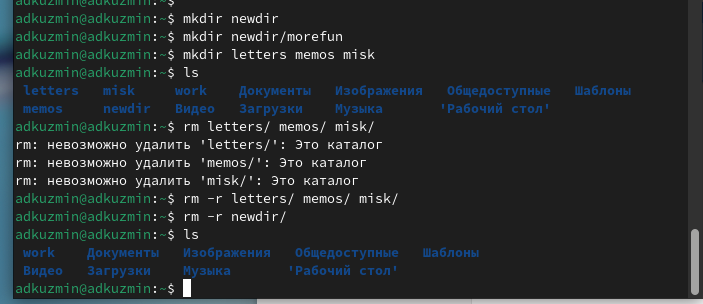 adkuzmin@adkuzmin:~$
adkuzmin@adkuzmin:~$ mkdir newdir
adkuzmin@adkuzmin:~$ mkdir newdir/morefun
adkuzmin@adkuzmin:~$ mkdir letters memos misk
adkuzmin@adkuzmin:~$ ls
letters misk work Документы Изображения Общедоступные Шаблоны
memos newdir Видео Загрузки Музыка 'Рабочий стол'
adkuzmin@adkuzmin:~$ rm letters/ memos/ misk/
rm: невозможно удалить 'letters/': Это каталог
rm: невозможно удалить 'memos/': Это каталог
rm: невозможно удалить 'misk/': Это каталог
adkuzmin@adkuzmin:~$ rm -r letters/ memos/ misk/
adkuzmin@adkuzmin:~$ rm -r newdir/
adkuzmin@adkuzmin:~$ ls
work Документы Изображения Общедоступные Шаблоны
Видео Загрузки Музыка 'Рабочий стол'
adkuzmin@adkuzmin:~$